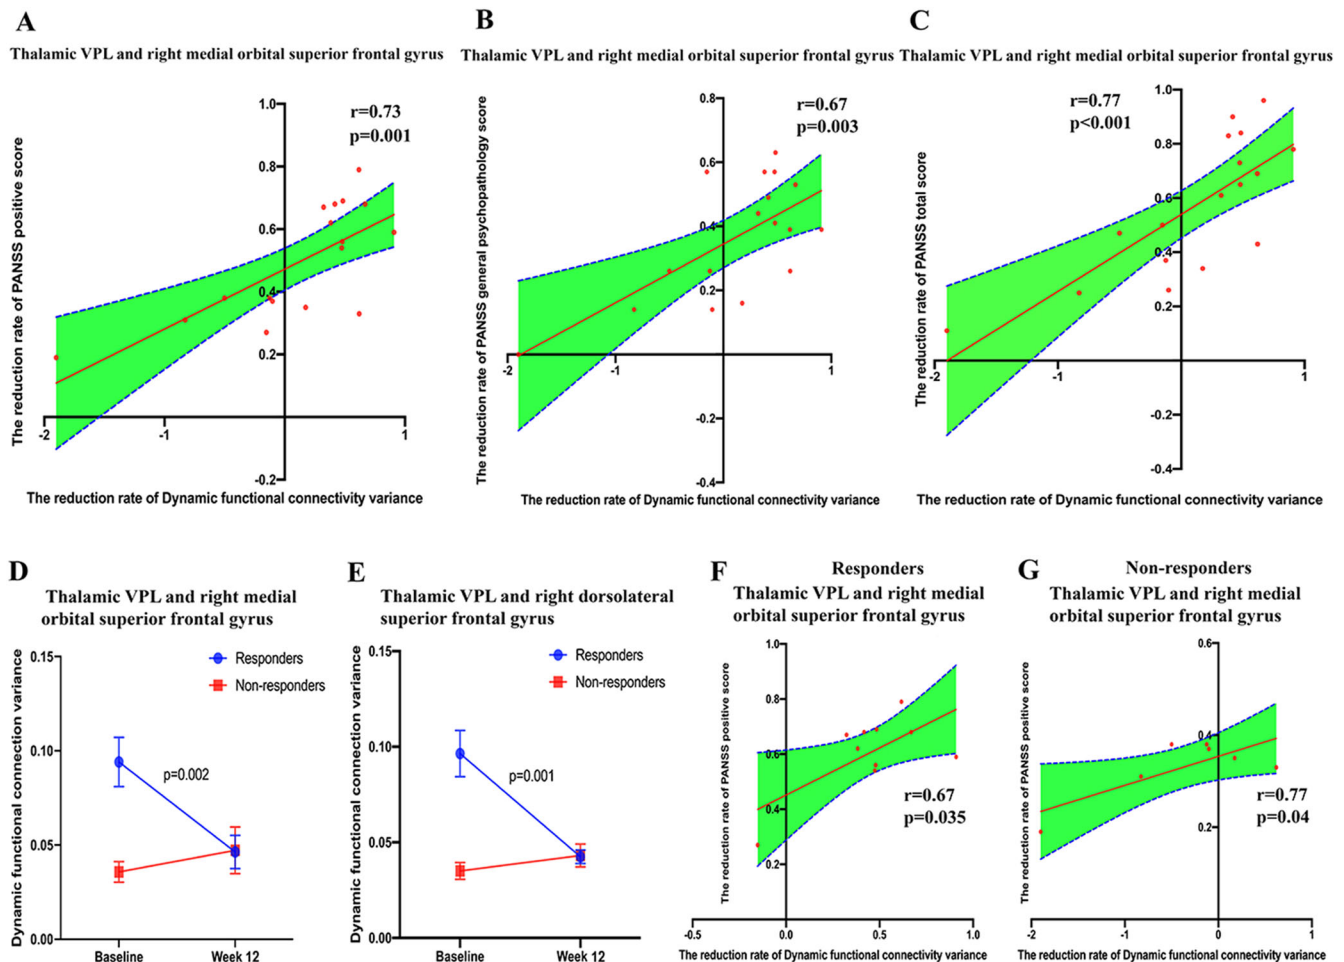 A
Thalamic VPL and right medial orbital superior frontal gyrus
The reduction rate of PANSS positive score
1.0
0.8
0.6
0.4
0.2
-0.2
-2
-1
1
r=0.73
p=0.001
The reduction rate of Dynamic functional connectivity variance
B
Thalamic VPL and right medial orbital superior frontal gyrus
The reduction rate of PANSS general psychopathology score
0.8
0.6
0.4
0.2
-0.2
-0.4
-2
-1
1
r=0.67
p=0.003
The reduction rate of Dynamic functional connectivity variance
C
Thalamic VPL and right medial orbital superior frontal gyrus
The reduction rate of PANSS total score
1.0
0.8
0.6
0.4
0.2
-0.2
-0.4
-2
-1
1
r=0.77
p<0.001
The reduction rate of Dynamic functional connectivity variance
D
Thalamic VPL and right medial
orbital superior frontal gyrus
Dynamic functional connection variance
0.15
0.10
0.05
0.00
Responders
Non-responders
p=0.002
Baseline
Week 12
E
Thalamic VPL and right dorsolateral
superior frontal gyrus
Dynamic functional connection variance
0.15
0.10
0.05
0.00
Responders
Non-responders
p=0.001
Baseline
Week 12
F
Responders
Thalamic VPL and right medial
orbital superior frontal gyrus
The reduction rate of PANSS positive score
1.0
0.8
0.6
0.4
0.2
-0.5
0.0
0.5
1.0
r=0.67
p=0.035
The reduction rate of Dynamic functional connectivity variance
G
Non-responders
Thalamic VPL and right medial
orbital superior frontal gyrus
The reduction rate of PANSS positive score
0.6
0.4
0.2
-2
-1
0
1
r=0.77
p=0.04
The reduction rate of Dynamic functional connectivity variance